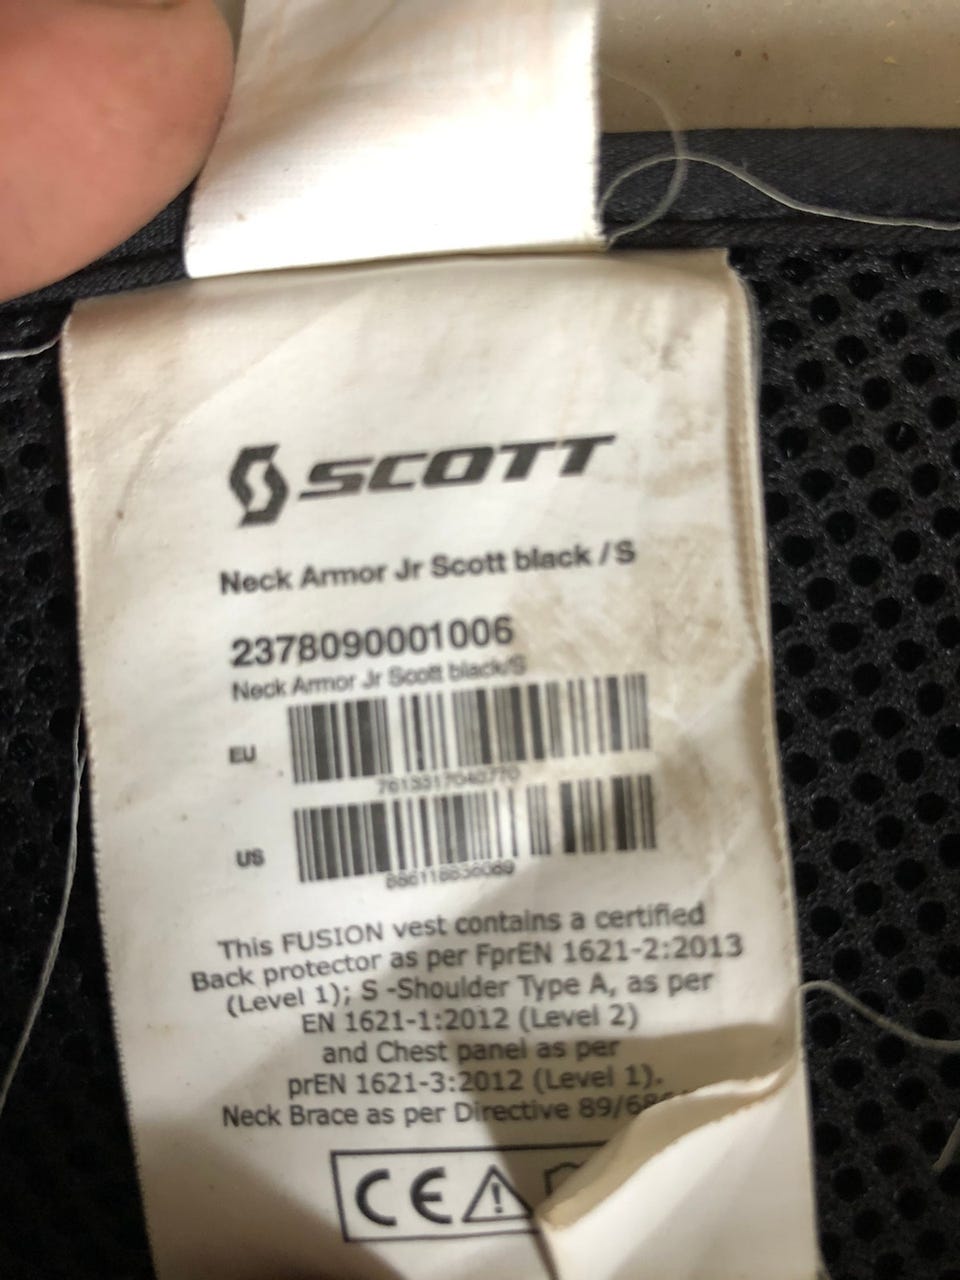 SCOTT
Neck Armor Jr Scott black / S
2378090001006
Neck Armor Jr Scott black/S
EU
7613317040770
US
This FUSION vest contains a certified
Back protector as per FprEN 1621-2:2013
(Level 1); S -Shoulder Type A, as per
EN 1621-1:2012 (Level 2)
and Chest panel as per
prEN 1621-3:2012 (Level 1).
Neck Brace as per Directive
CE